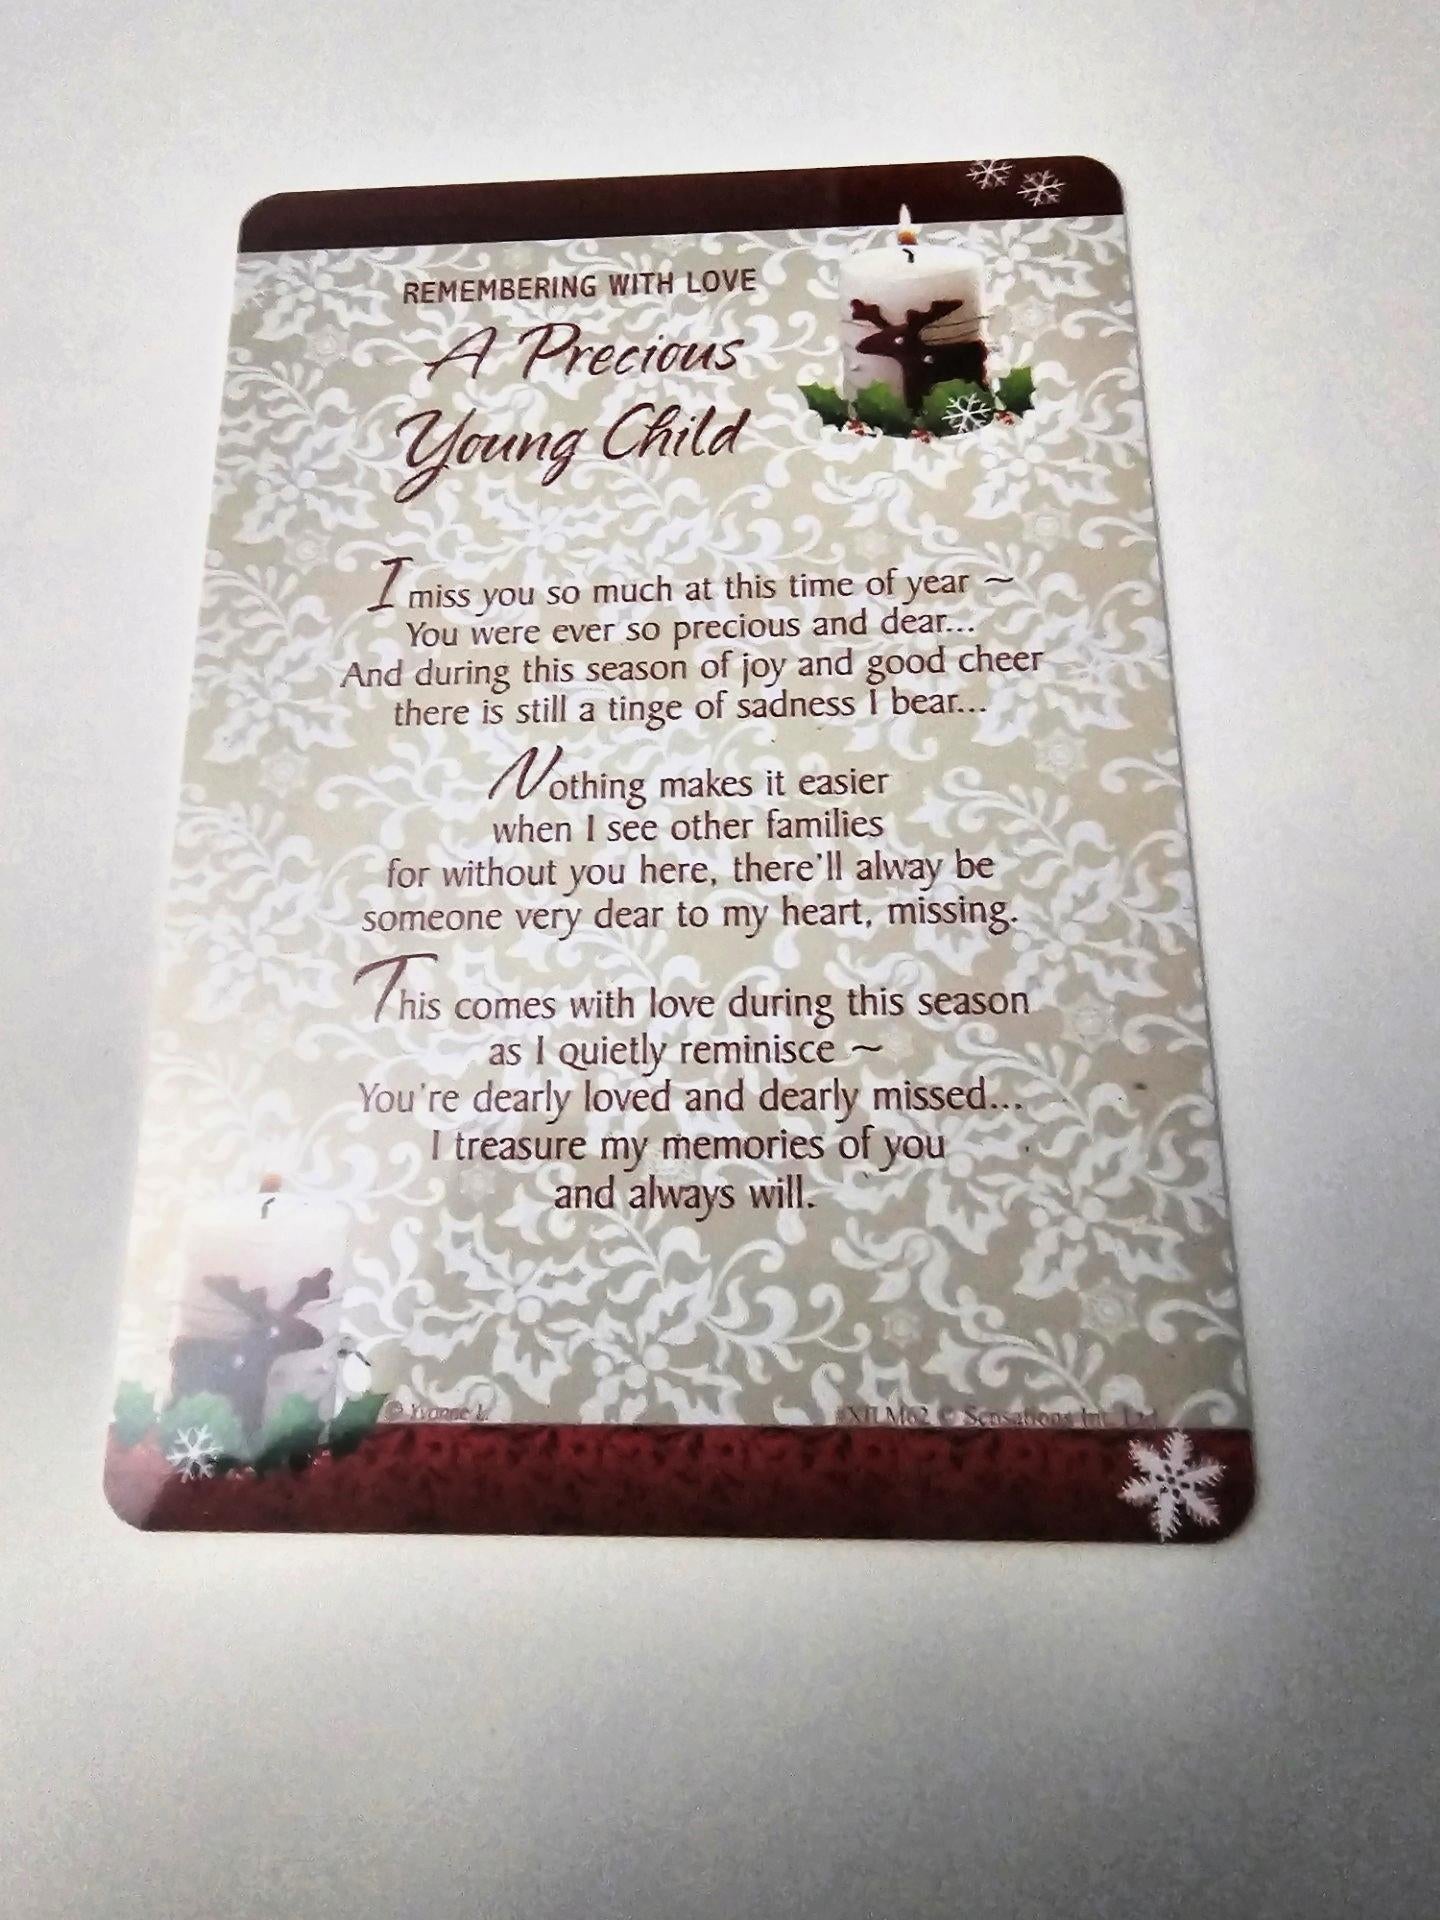 REMEMBERING WITH LOVE
A Precious
Young Child
I miss you so much at this time of year ~
You were ever so precious and dear...
And during this season of joy and good cheer
there is still a tinge of sadness I bear...
Nothing makes it easier
when I see other families
for without you here, there'll alway be
someone very dear to my heart, missing.
This comes with love during this season
as I quietly reminisce ~
You're dearly loved and dearly missed...
I treasure my memories of you
and always will.
© Yvonne L.
© Sensations Int. Ltd.